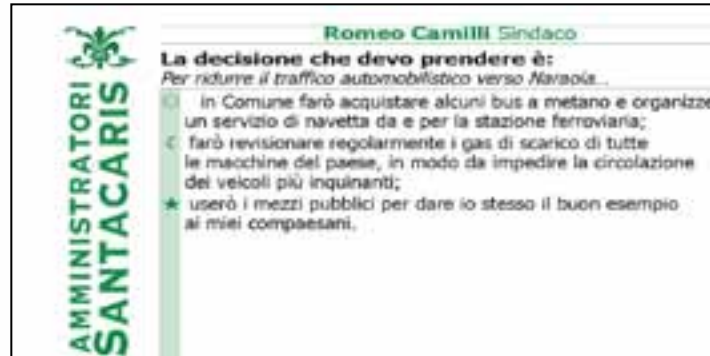 AMMINISTRATORI
SANTACARIS
Romeo Camilli Sindaco
La decisione che devo prendere è:
Per ridurre il traffico automobilistico verso Naraoia...
in Comune farò acquistare alcuni bus a metano e organizze
un servizio di navetta da e per la stazione ferroviaria;
☾ farò revisionare regolarmente i gas di scarico di tutte
le macchine del paese, in modo da impedire la circolazione
dei veicoli più inquinanti;
★ userò i mezzi pubblici per dare io stesso il buon esempio
ai miei compaesani.